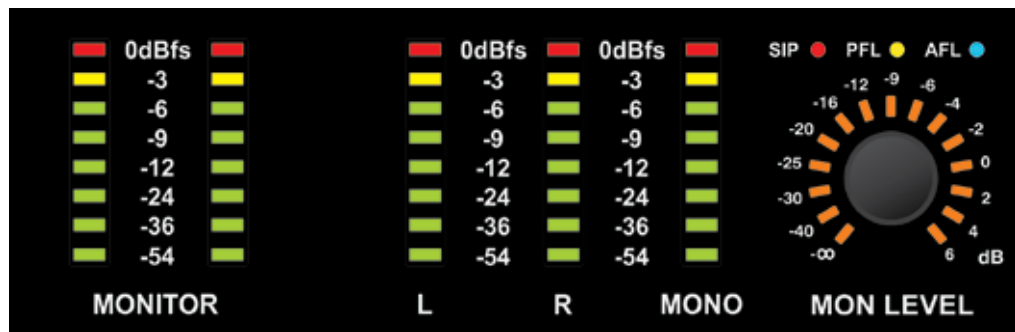 0dBfs 0dBfs 0dBfs SIP PFL AFL
-3 -3 -3
-6 -6 -6
-9 -9 -9
-12 -12 -12
-24 -24 -24
-36 -36 -36
-54 -54 -54
-∞ -40 -30 -25 -20 -16 -12 -9 -6 -4 -2 0 2 4 6 dB
MONITOR L R MONO MON LEVEL